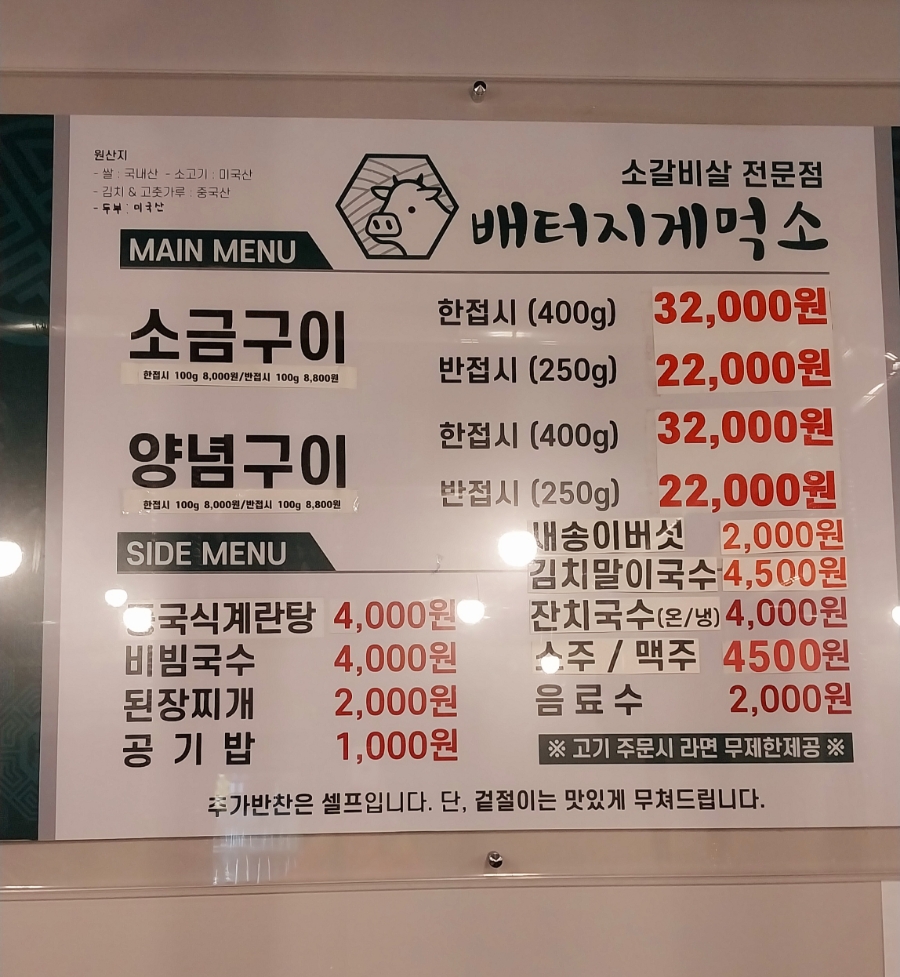 원산지
- 쌀 : 국내산 - 소고기 : 미국산
- 김치 & 고춧가루 : 중국산
- 두부 : 미국산
소갈비살 전문점
배터지게먹소
MAIN MENU
소금구이
한접시 100g 8,000원/반접시 100g 8,800원
한접시 (400g) 32,000원
반접시 (250g) 22,000원
양념구이
한접시 100g 8,000원/반접시 100g 8,800원
한접시 (400g) 32,000원
반접시 (250g) 22,000원
SIDE MENU
중국식계란탕 4,000원
비빔국수 4,000원
된장찌개 2,000원
공기밥 1,000원
새송이버섯 2,000원
김치말이국수 4,500원
잔치국수(온/냉) 4,000원
소주 / 맥주 4500원
음료수 2,000원
※ 고기 주문시 라면 무제한제공 ※
추가반찬은 셀프입니다. 단, 겉절이는 맛있게 무쳐드립니다.